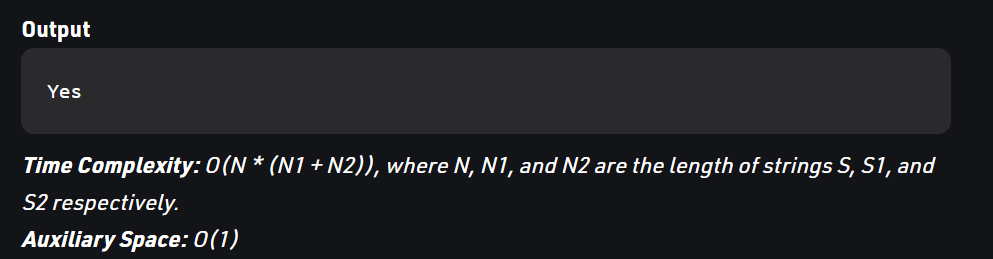 Output
Yes
Time Complexity: O(N * (N1 + N2)), where N, N1, and N2 are the length of strings S, S1, and
S2 respectively.
Auxiliary Space: O(1)